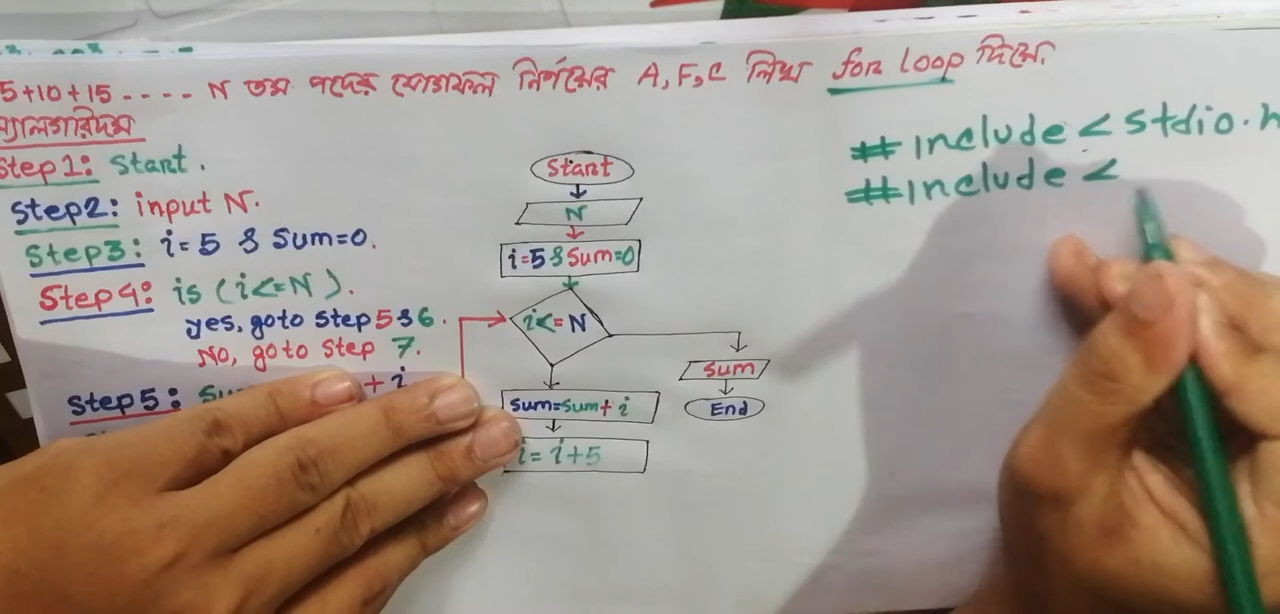 5+10+15 .... N তম পদের যোগফল নির্ণয়ের A,F,C লিখ for loop দিয়ে.
্যালগরিদম
Step1: Start.
Step2: input N.
Step3: i=5 & Sum=0.
Step4: is (i<=N).
yes, goto Step 5 & 6.
No, goto Step 7.
Step5: + i
Start
N
i=5 & Sum=0
i<=N
Sum
End
Sum=Sum+ i
i= i+5
#include <stdio.h
#include <